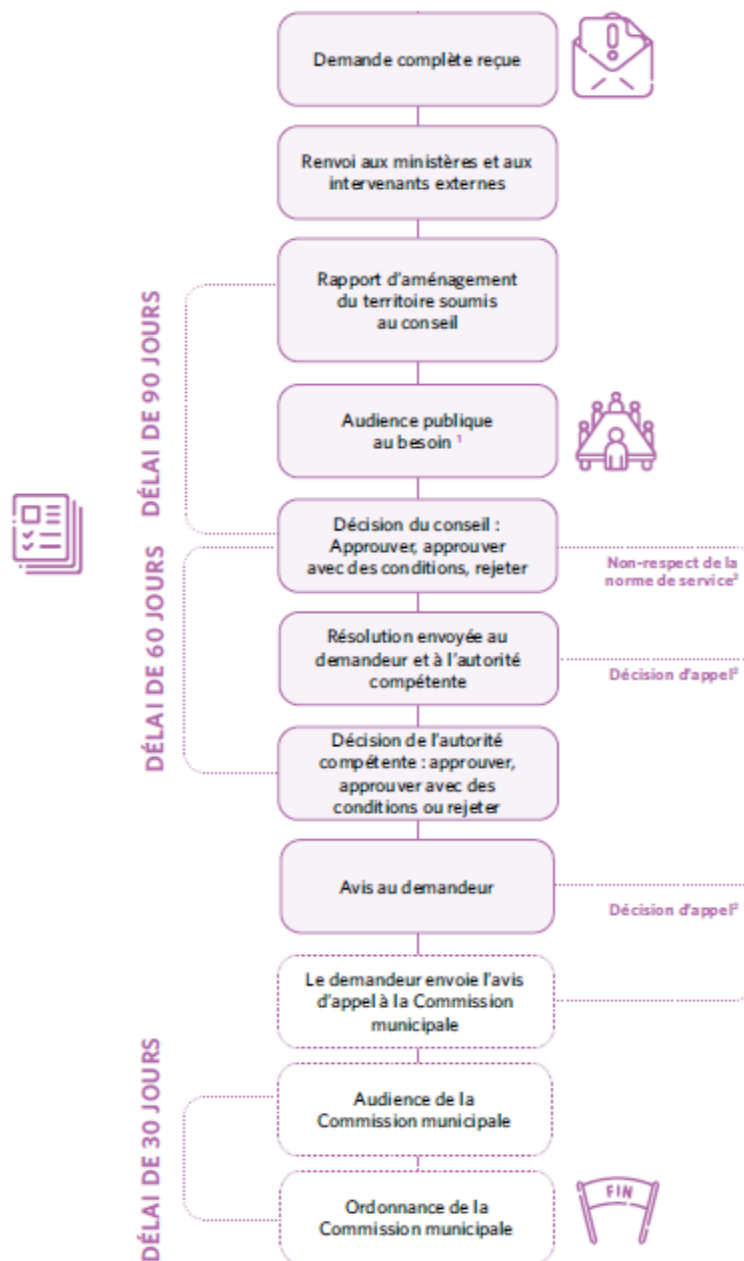 Demande complète reçue
Renvoi aux ministères et aux
intervenants externes
Rapport d'aménagement
du territoire soumis
au conseil
DÉLAI DE 90 JOURS
Audience publique
au besoin ¹
Décision du conseil :
Approuver, approuver
avec des conditions, rejeter
Non-respect de la
norme de service²
DÉLAI DE 60 JOURS
Résolution envoyée au
demandeur et à l'autorité
compétente
Décision d'appel²
Décision de l'autorité
compétente : approuver,
approuver avec des
conditions ou rejeter
Avis au demandeur
Décision d'appel²
Le demandeur envoie l'avis
d'appel à la Commission
municipale
DÉLAI DE 30 JOURS
Audience de la
Commission municipale
Ordonnance de la
Commission municipale
FIN